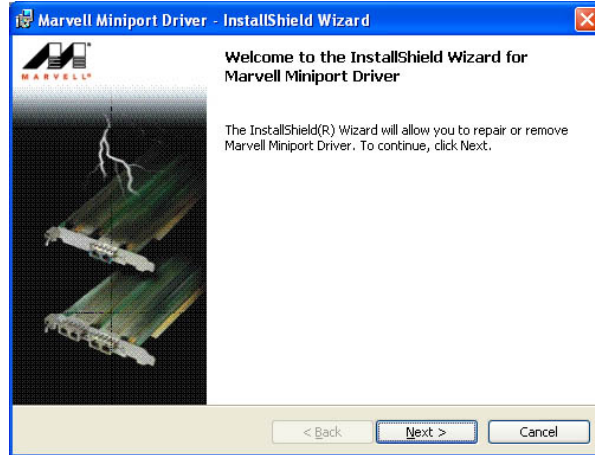 Marvell Miniport Driver - InstallShield Wizard
MARVELL®
Welcome to the InstallShield Wizard for
Marvell Miniport Driver
The InstallShield(R) Wizard will allow you to repair or remove
Marvell Miniport Driver. To continue, click Next.
< Back
Next >
Cancel